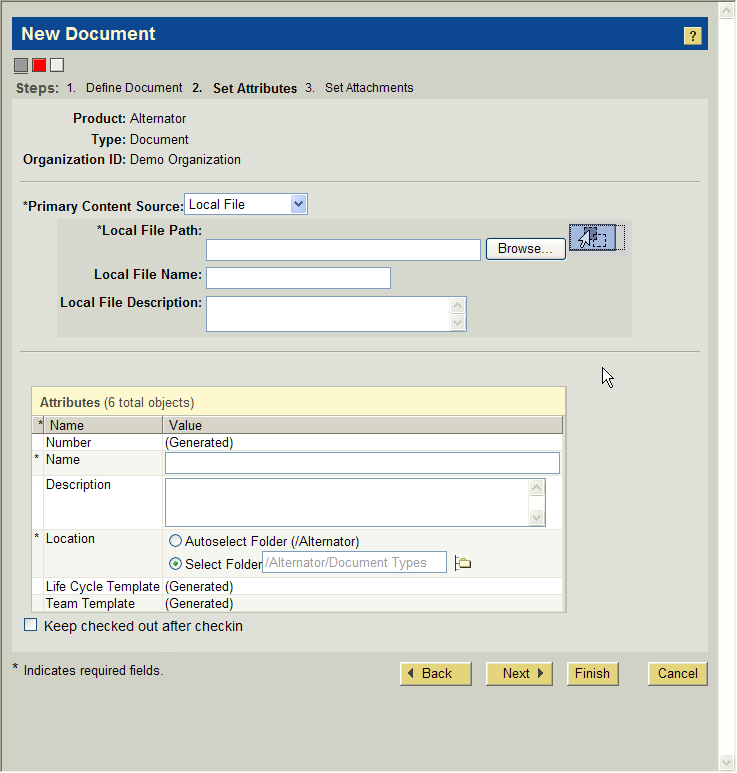 New Document
?
Steps: 1. Define Document 2. Set Attributes 3. Set Attachments
Product: Alternator
Type: Document
Organization ID: Demo Organization
*Primary Content Source: Local File
*Local File Path:
Browse...
Local File Name:
Local File Description:
Attributes (6 total objects)
* Name Value
Number (Generated)
* Name
Description
* Location Autoselect Folder (/Alternator)
Select Folder /Alternator/Document Types
Life Cycle Template (Generated)
Team Template (Generated)
Keep checked out after checkin
* Indicates required fields.
Back Next Finish Cancel